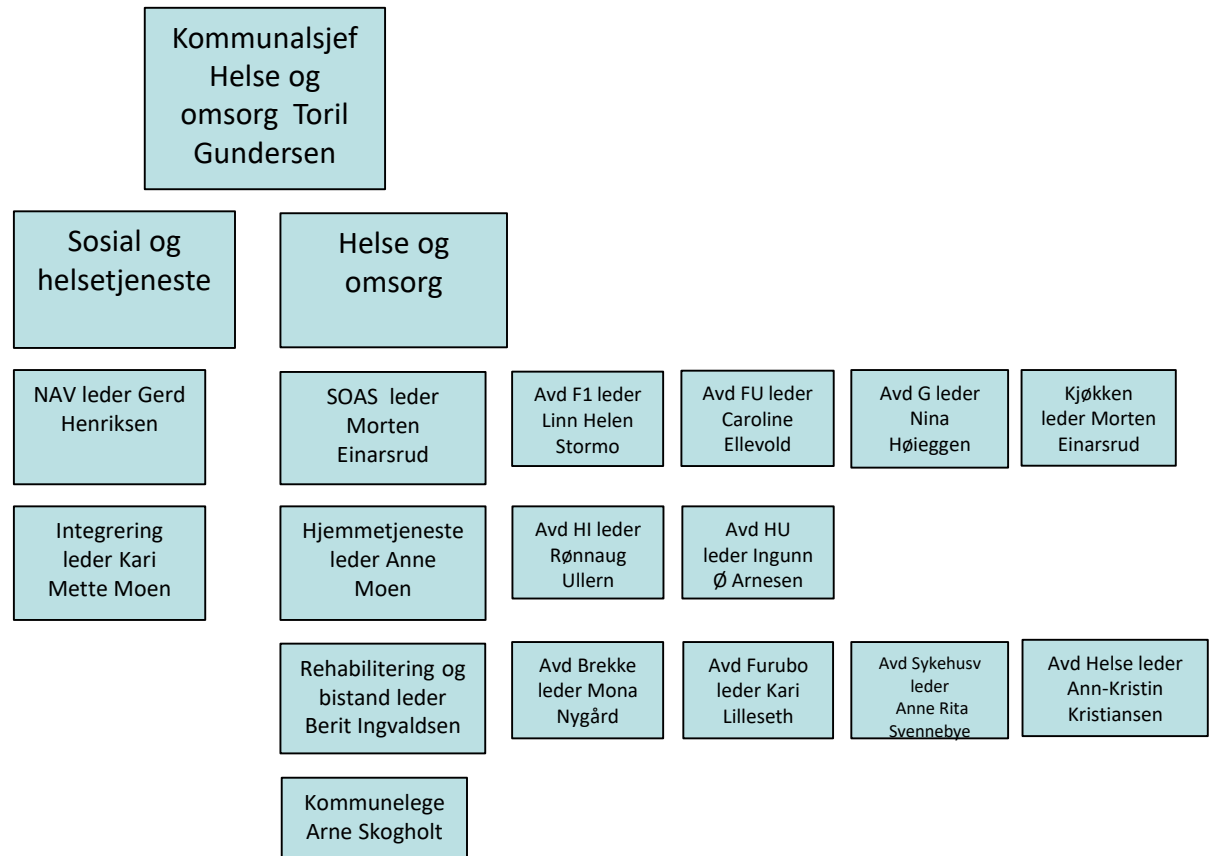 Kommunalsjef
Helse og
omsorg Toril
Gundersen
Sosial og
helsetjeneste
Helse og
omsorg
NAV leder Gerd
Henriksen
SOAS leder
Morten
Einarsrud
Avd F1 leder
Linn Helen
Stormo
Avd FU leder
Caroline
Ellevold
Avd G leder
Nina
Høieggen
Kjøkken
leder Morten
Einarsrud
Integrering
leder Kari
Mette Moen
Hjemmetjeneste
leder Anne
Moen
Avd HI leder
Rønnaug
Ullern
Avd HU
leder Ingunn
Ø Arnesen
Rehabilitering og
bistand leder
Berit Ingvaldsen
Avd Brekke
leder Mona
Nygård
Avd Furubo
leder Kari
Lilleseth
Avd Sykehusv
leder
Anne Rita
Svennebye
Avd Helse leder
Ann-Kristin
Kristiansen
Kommunelege
Arne Skogholt